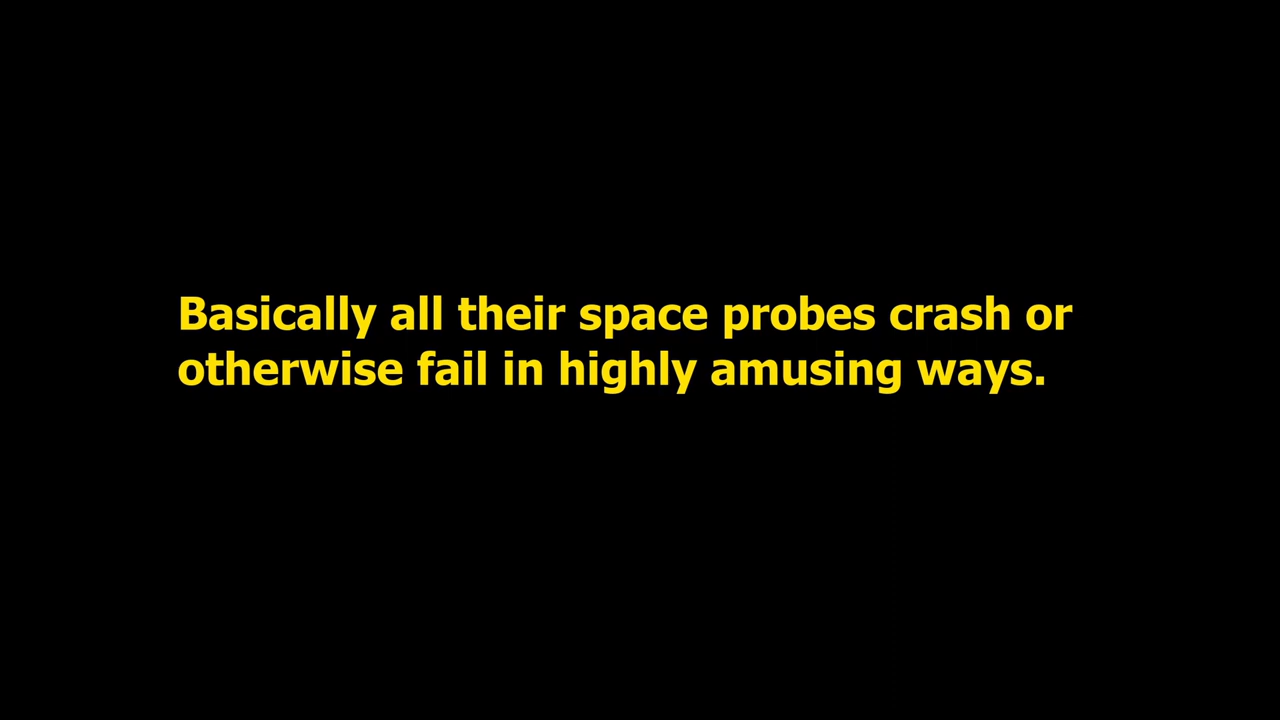 Basically all their space probes crash or
otherwise fail in highly amusing ways.